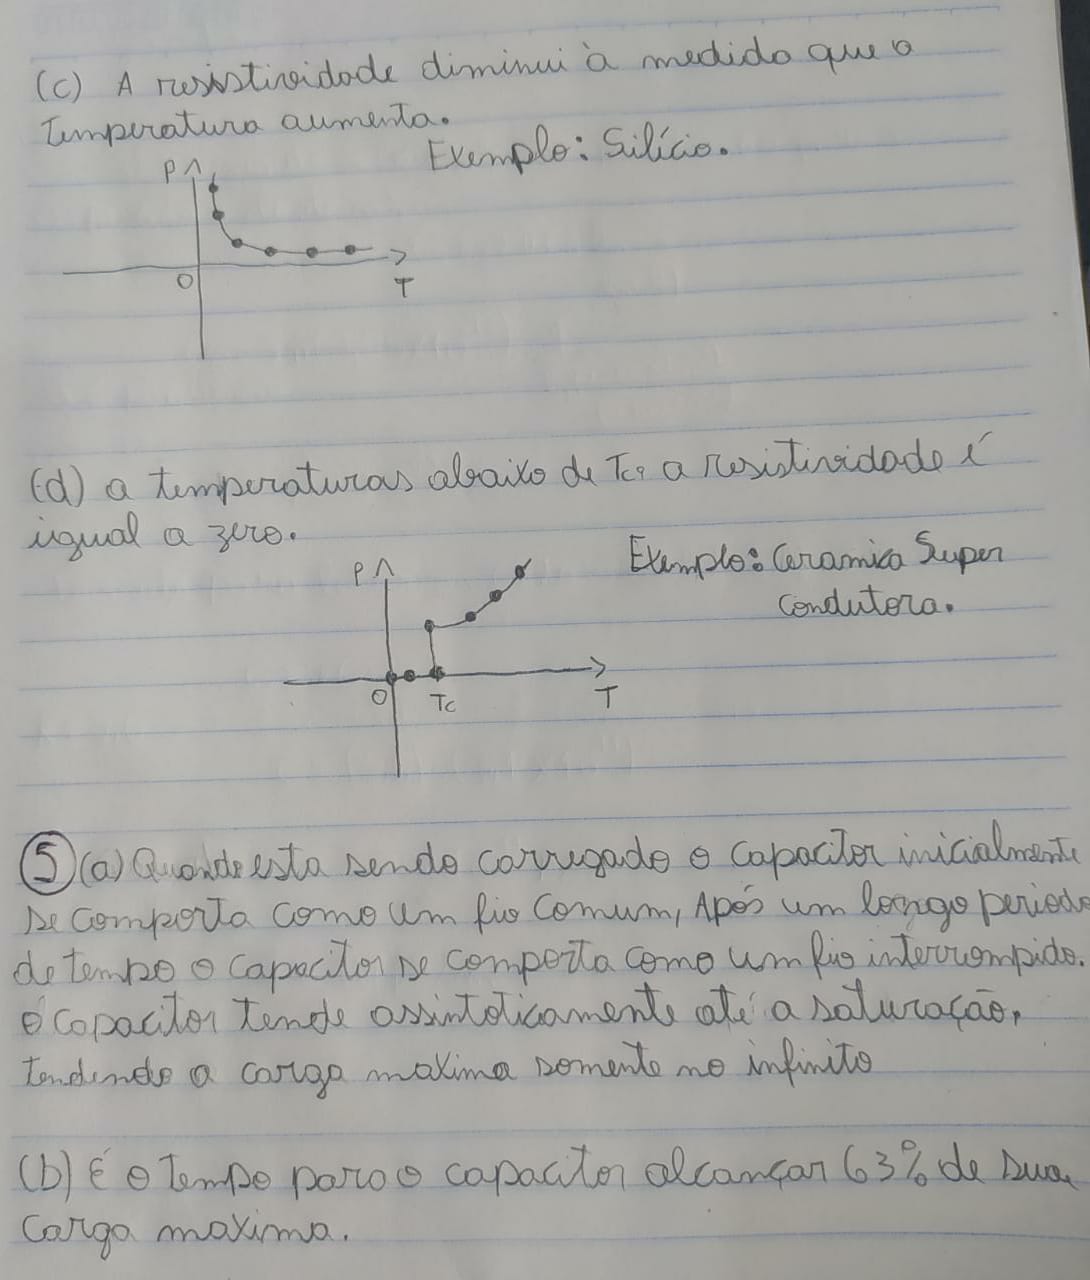 (c) A resistividade diminui à medida que a
temperatura aumenta.
Exemplo: Silício.
ρ
0
T
(d) a temperaturas abaixo de Tc, a resistividade é
igual a zero.
Exemplo: Ceramica Super
condutora.
ρ
0 Tc T
5 (a) Quando esta sendo carregado o capacitor inicialmente
se comporta como um fio comum, Após um longo periodo
de tempo o capacitor se comporta como um fio interrompido.
o capacitor tende assintoticamente até a saturação,
tendendo a carga maxima somente no infinito
(b) é o tempo para o capacitor alcançar 63% de sua
carga maxima.